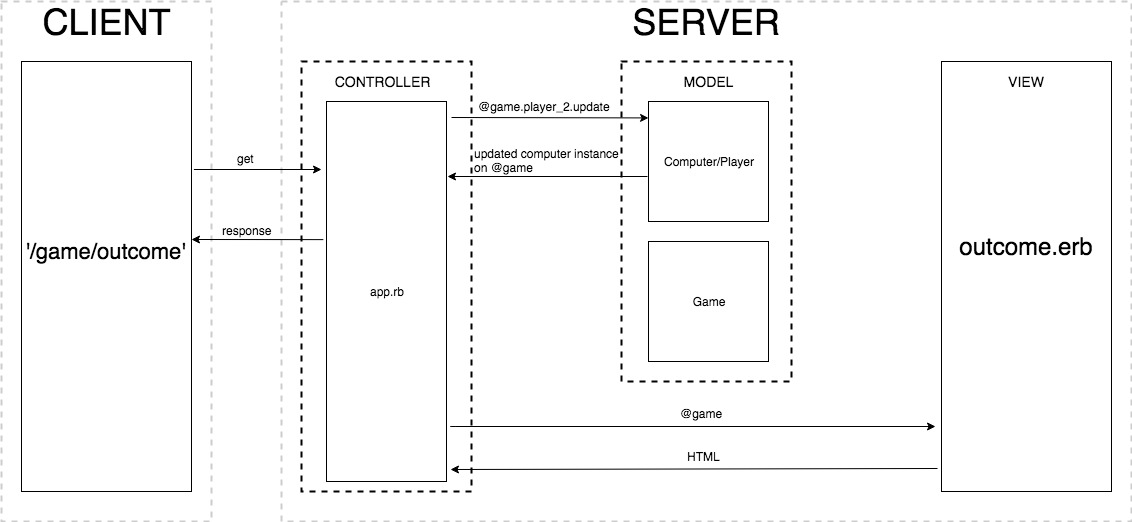 CLIENT
SERVER
CONTROLLER
MODEL
VIEW
@game.player_2.update
get
updated computer instance
on @game
Computer/Player
response
'/game/outcome'
outcome.erb
app.rb
Game
@game
HTML